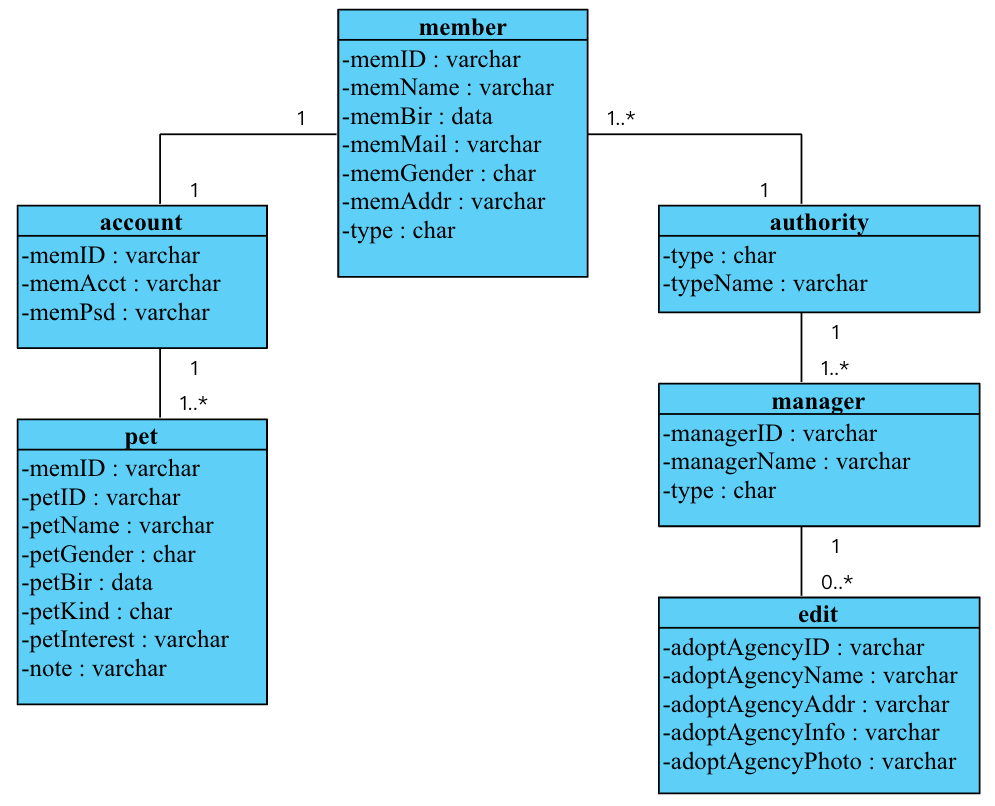 member
-memID : varchar
-memName : varchar
-memBir : data
-memMail : varchar
-memGender : char
-memAddr : varchar
-type : char
1
1..*
1
1
account
-memID : varchar
-memAcct : varchar
-memPsd : varchar
authority
-type : char
-typeName : varchar
1
1..*
1
1..*
pet
-memID : varchar
-petID : varchar
-petName : varchar
-petGender : char
-petBir : data
-petKind : char
-petInterest : varchar
-note : varchar
manager
-managerID : varchar
-managerName : varchar
-type : char
1
0..*
edit
-adoptAgencyID : varchar
-adoptAgencyName : varchar
-adoptAgencyAddr : varchar
-adoptAgencyInfo : varchar
-adoptAgencyPhoto : varchar